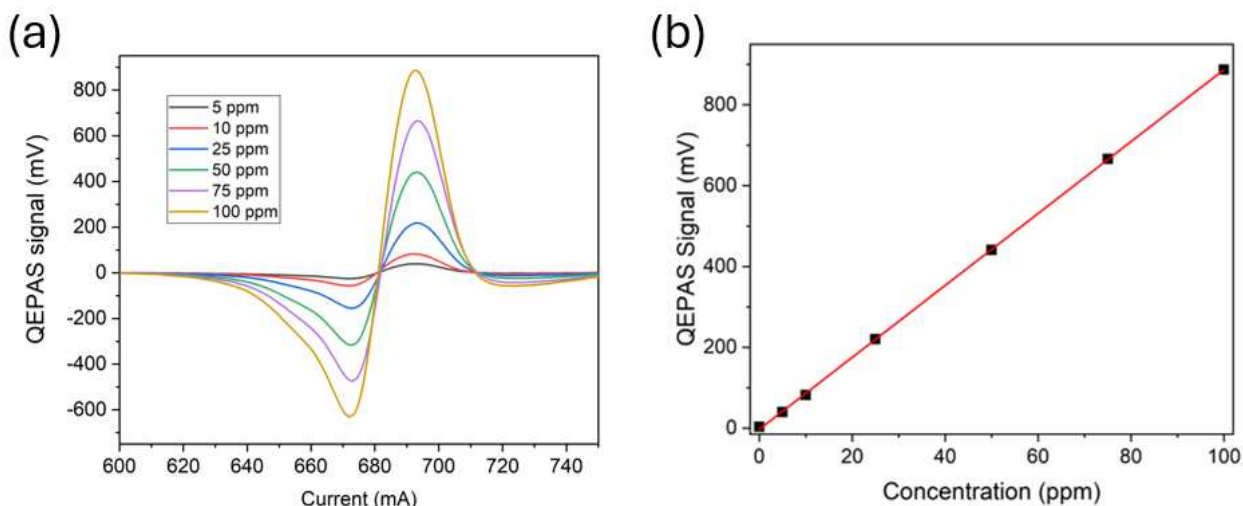 (a)
QEPAS signal (mV)
800
600
400
200
0
-200
-400
-600
5 ppm
10 ppm
25 ppm
50 ppm
75 ppm
100 ppm
600 620 640 660 680 700 720 740
Current (mA)
(b)
QEPAS Signal (mV)
800
600
400
200
0
0 20 40 60 80 100
Concentration (ppm)